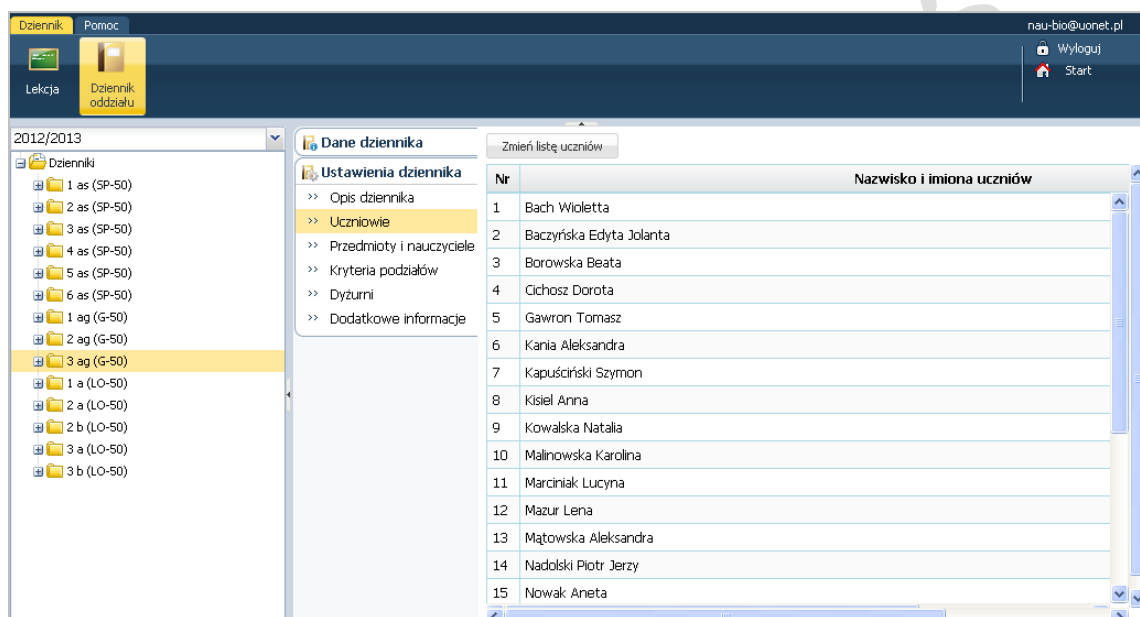 Dziennik Pomoc nau-bio@uonet.pl
Wyloguj
Start
Lekcja
Dziennik
oddziału
2012/2013
Dzienniki
1 as (SP-50)
2 as (SP-50)
3 as (SP-50)
4 as (SP-50)
5 as (SP-50)
6 as (SP-50)
1 ag (G-50)
2 ag (G-50)
3 ag (G-50)
1 a (LO-50)
2 a (LO-50)
2 b (LO-50)
3 a (LO-50)
3 b (LO-50)
Dane dziennika
Ustawienia dziennika
>> Opis dziennika
>> Uczniowie
>> Przedmioty i nauczyciele
>> Kryteria podziałów
>> Dyżurni
>> Dodatkowe informacje
Zmień listę uczniów
Nr Nazwisko i imiona uczniów
1 Bach Wioletta
2 Baczyńska Edyta Jolanta
3 Borowska Beata
4 Cichosz Dorota
5 Gawron Tomasz
6 Kania Aleksandra
7 Kapuściński Szymon
8 Kisiel Anna
9 Kowalska Natalia
10 Malinowska Karolina
11 Marciniak Lucyna
12 Mazur Lena
13 Mątowska Aleksandra
14 Nadolski Piotr Jerzy
15 Nowak Aneta